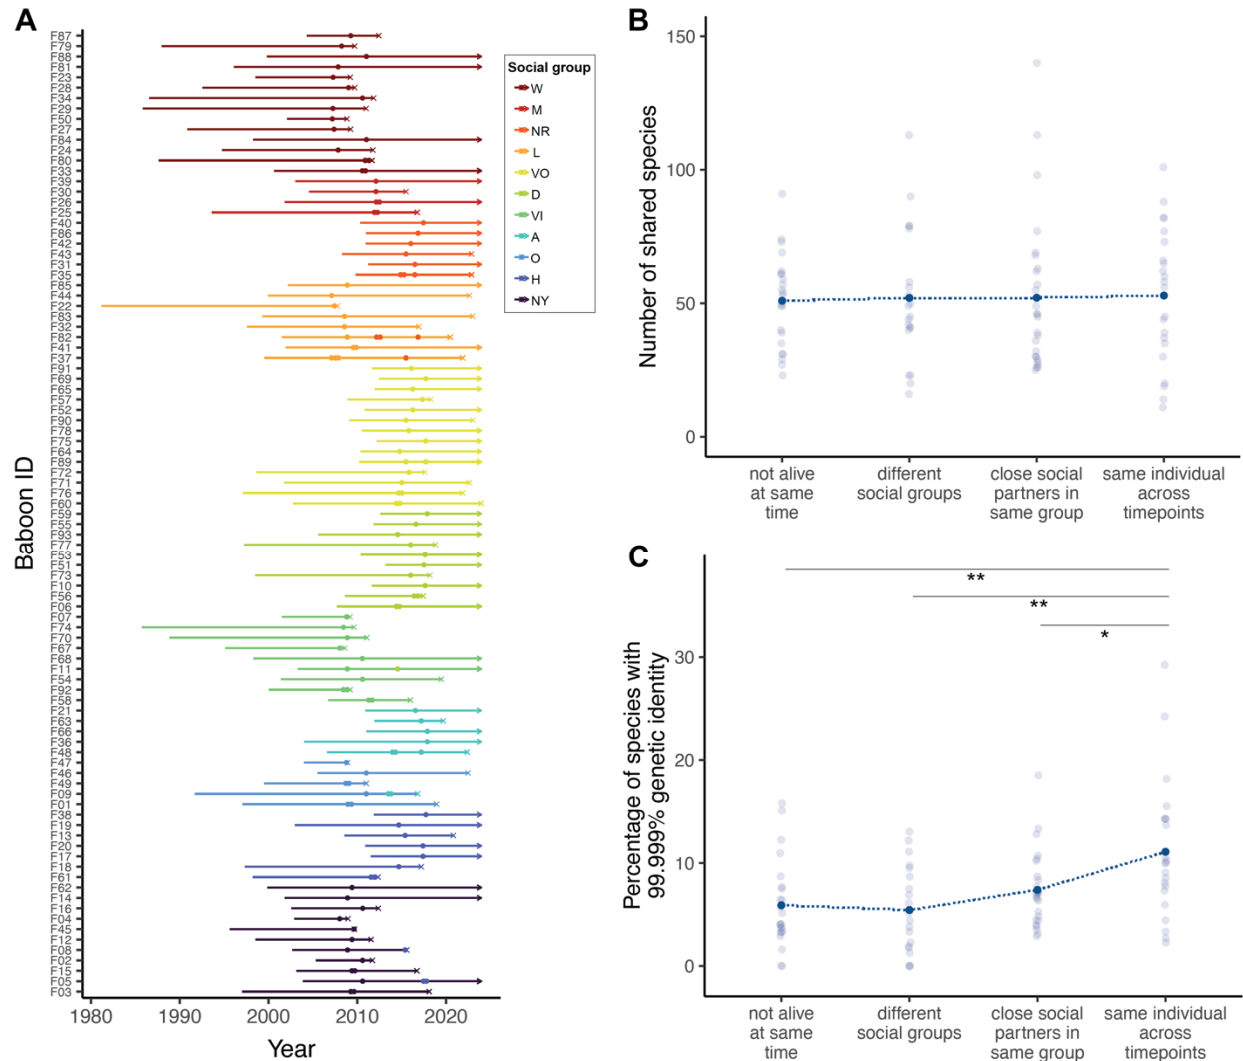 A
Baboon ID
F87
F79
F88
F81
F23
F28
F34
F29
F50
F27
F84
F24
F80
F33
F39
F30
F26
F25
F40
F86
F42
F43
F31
F35
F85
F44
F22
F83
F32
F82
F41
F37
F91
F69
F65
F57
F52
F90
F78
F75
F64
F89
F72
F71
F76
F60
F59
F55
F93
F77
F53
F51
F73
F10
F56
F06
F07
F74
F70
F67
F68
F11
F54
F92
F58
F21
F63
F66
F36
F48
F47
F46
F49
F09
F01
F38
F19
F13
F20
F17
F18
F61
F62
F14
F16
F04
F45
F12
F08
F02
F15
F05
F03
1980 1990 2000 2010 2020
Year
Social group
W
M
NR
L
VO
D
VI
A
O
H
NY
B
Number of shared species
150
100
50
0
not alive
at same
time
different
social groups
close social
partners in
same group
same individual
across
timepoints
C
Percentage of species with
99.999% genetic identity
30
20
10
0
**
**
*
not alive
at same
time
different
social groups
close social
partners in
same group
same individual
across
timepoints